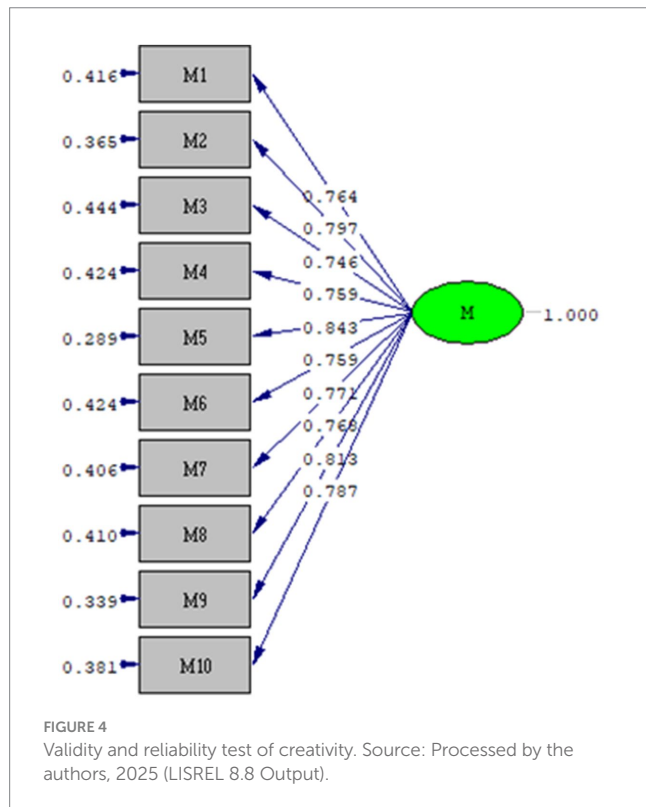 0.416 M1
0.365 M2
0.444 M3
0.424 M4
0.289 M5
0.424 M6
0.406 M7
0.410 M8
0.339 M9
0.381 M10
0.764
0.797
0.746
0.759
0.843
0.759
0.771
0.768
0.813
0.787
M 1.000
FIGURE 4
Validity and reliability test of creativity. Source: Processed by the
authors, 2025 (LISREL 8.8 Output).